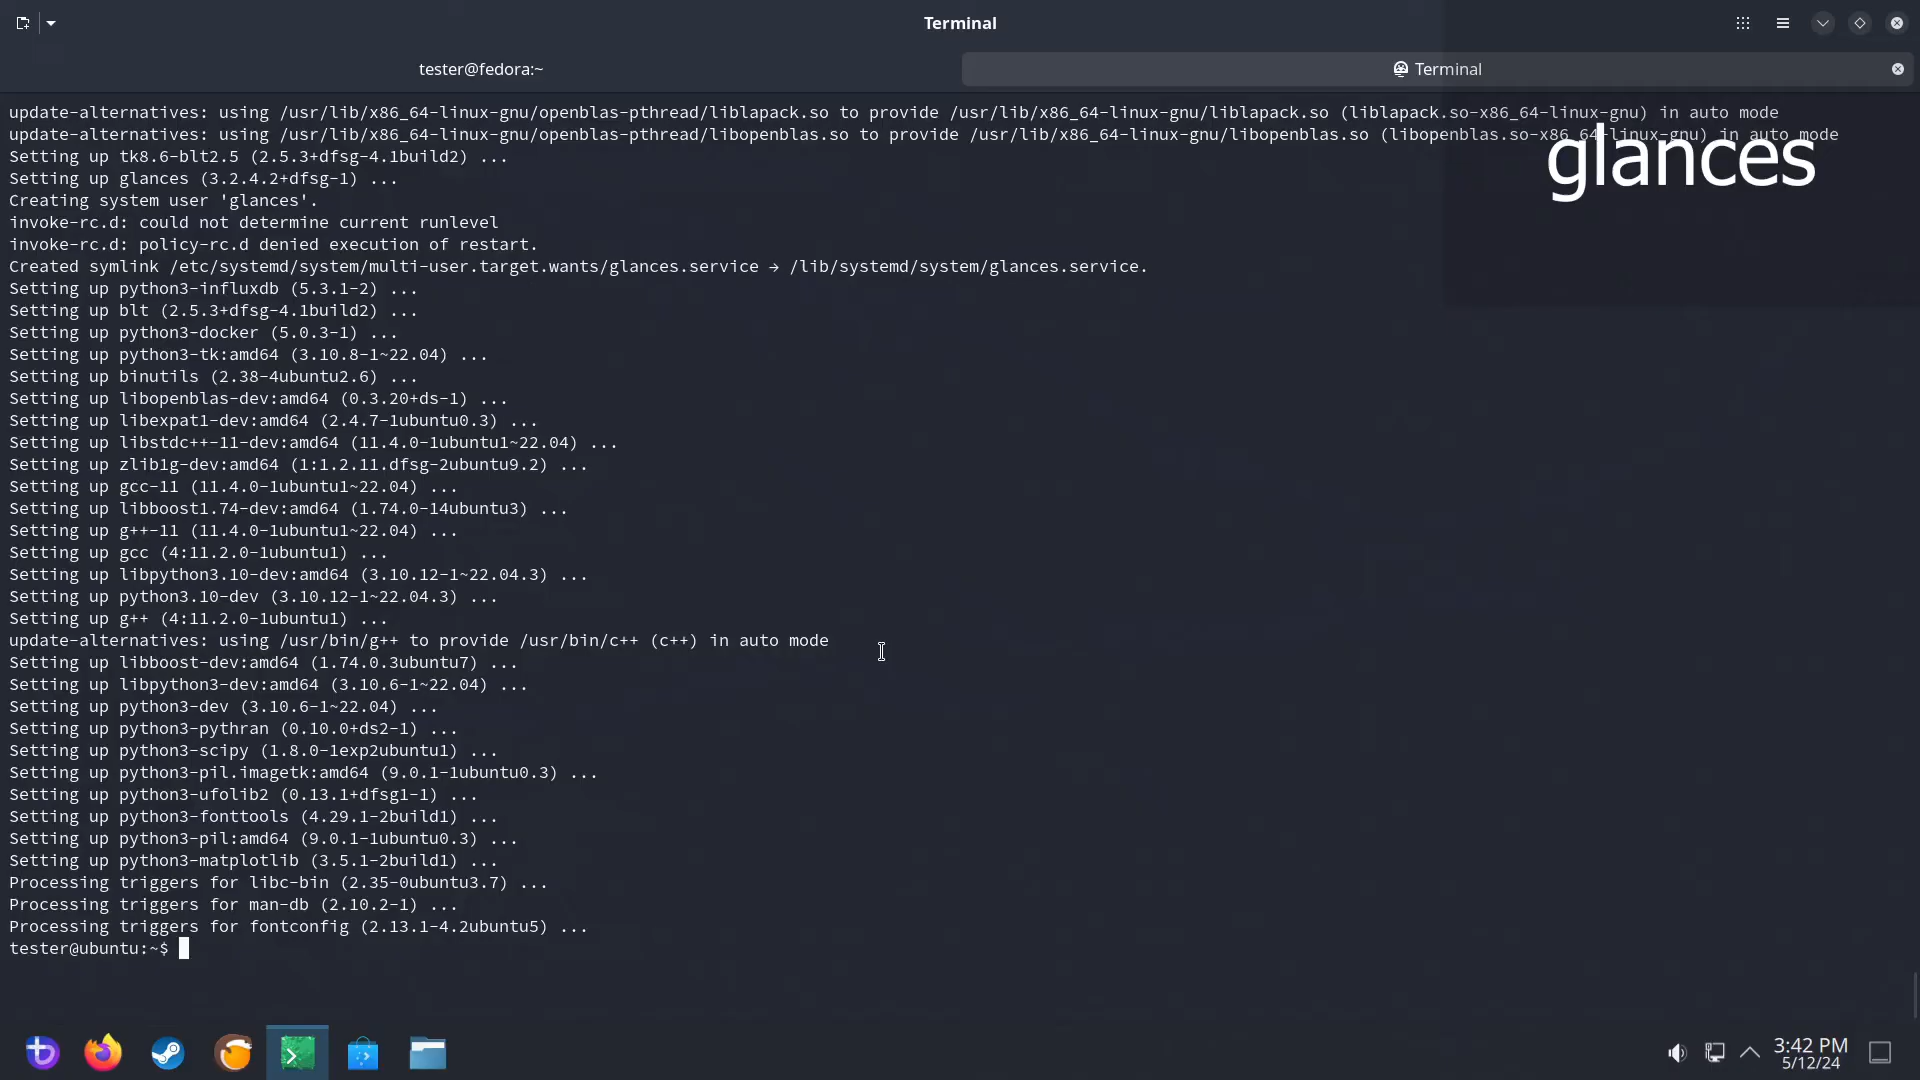 Terminal
tester@fedora:~
Terminal
update-alternatives: using /usr/lib/x86_64-linux-gnu/openblas-pthread/liblapack.so to provide /usr/lib/x86_64-linux-gnu/liblapack.so (liblapack.so-x86_64-linux-gnu) in auto mode
update-alternatives: using /usr/lib/x86_64-linux-gnu/openblas-pthread/libopenblas.so to provide /usr/lib/x86_64-linux-gnu/libopenblas.so (libopenblas.so-x86_64-linux-gnu) in auto mode
glances
Setting up tk8.6-blt2.5 (2.5.3+dfsg-4.1build2) ...
Setting up glances (3.2.4.2+dfsg-1) ...
Creating system user 'glances'.
invoke-rc.d: could not determine current runlevel
invoke-rc.d: policy-rc.d denied execution of restart.
Created symlink /etc/systemd/system/multi-user.target.wants/glances.service → /lib/systemd/system/glances.service.
Setting up python3-influxdb (5.3.1-2) ...
Setting up blt (2.5.3+dfsg-4.1build2) ...
Setting up python3-docker (5.0.3-1) ...
Setting up python3-tk:amd64 (3.10.8-1~22.04) ...
Setting up binutils (2.38-4ubuntu2.6) ...
Setting up libopenblas-dev:amd64 (0.3.20+ds-1) ...
Setting up libexpat1-dev:amd64 (2.4.7-1ubuntu0.3) ...
Setting up libstdc++-11-dev:amd64 (11.4.0-1ubuntu1~22.04) ...
Setting up zlib1g-dev:amd64 (1:1.2.11.dfsg-2ubuntu9.2) ...
Setting up gcc-11 (11.4.0-1ubuntu1~22.04) ...
Setting up libboost1.74-dev:amd64 (1.74.0-14ubuntu3) ...
Setting up g++-11 (11.4.0-1ubuntu1~22.04) ...
Setting up gcc (4:11.2.0-1ubuntu1) ...
Setting up libpython3.10-dev:amd64 (3.10.12-1~22.04.3) ...
Setting up python3.10-dev (3.10.12-1~22.04.3) ...
Setting up g++ (4:11.2.0-1ubuntu1) ...
update-alternatives: using /usr/bin/g++ to provide /usr/bin/c++ (c++) in auto mode
Setting up libboost-dev:amd64 (1.74.0.3ubuntu7) ...
Setting up libpython3-dev:amd64 (3.10.6-1~22.04) ...
Setting up python3-dev (3.10.6-1~22.04) ...
Setting up python3-pythran (0.10.0+ds2-1) ...
Setting up python3-scipy (1.8.0-1exp2ubuntu1) ...
Setting up python3-pil.imagetk:amd64 (9.0.1-1ubuntu0.3) ...
Setting up python3-ufolib2 (0.13.1+dfsg1-1) ...
Setting up python3-fonttools (4.29.1-2build1) ...
Setting up python3-pil:amd64 (9.0.1-1ubuntu0.3) ...
Setting up python3-matplotlib (3.5.1-2build1) ...
Processing triggers for libc-bin (2.35-0ubuntu3.7) ...
Processing triggers for man-db (2.10.2-1) ...
Processing triggers for fontconfig (2.13.1-4.2ubuntu5) ...
tester@ubuntu:~$
3:42 PM
5/12/24